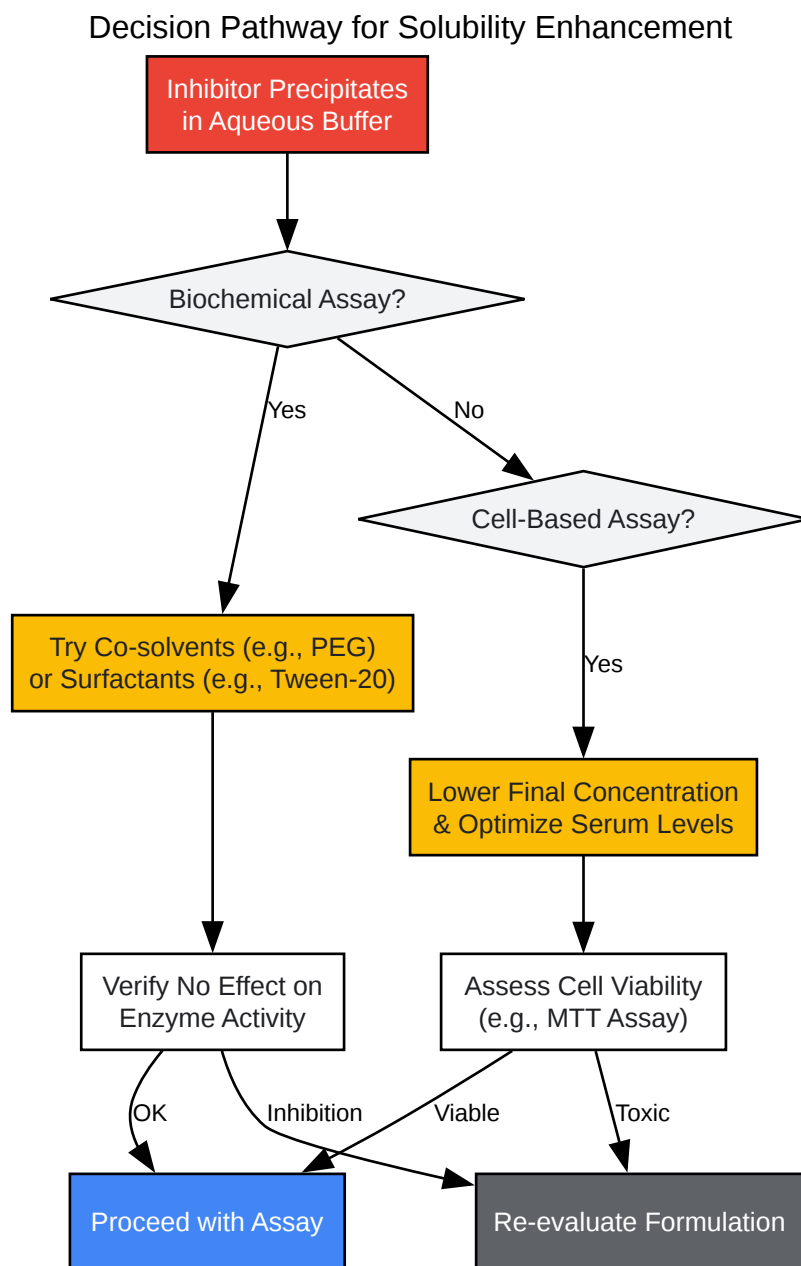 Decision Pathway for Solubility Enhancement
Inhibitor Precipitates
in Aqueous Buffer
Biochemical Assay?
Yes
No
Cell-Based Assay?
Try Co-solvents (e.g., PEG)
or Surfactants (e.g., Tween-20)
Yes
Lower Final Concentration
& Optimize Serum Levels
Verify No Effect on
Enzyme Activity
Assess Cell Viability
(e.g., MTT Assay)
OK
Inhibition
Viable
Toxic
Proceed with Assay
Re-evaluate Formulation